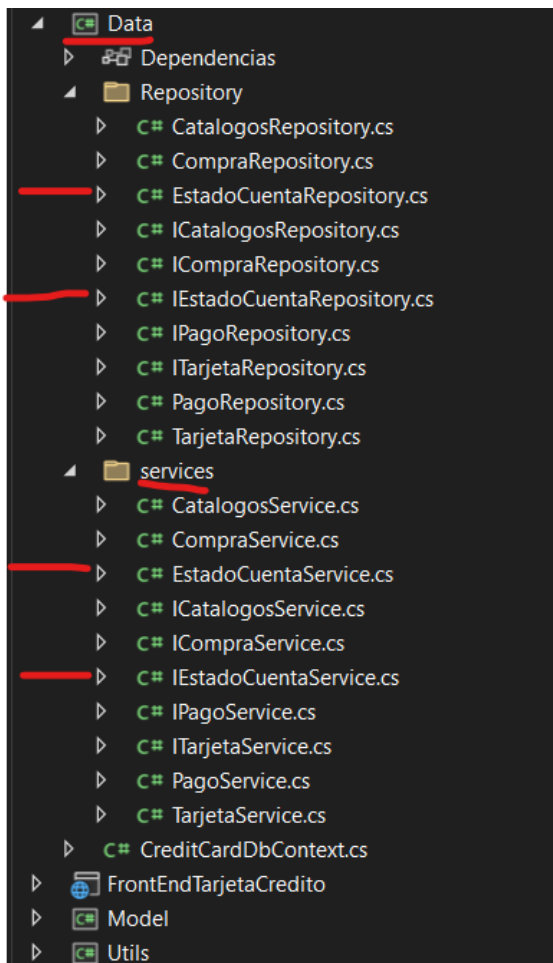 C# Data
Dependencias
Repository
C# CatalogosRepository.cs
C# CompraRepository.cs
C# EstadoCuentaRepository.cs
C# ICatalogosRepository.cs
C# ICompraRepository.cs
C# IEstadoCuentaRepository.cs
C# IPagoRepository.cs
C# ITarjetaRepository.cs
C# PagoRepository.cs
C# TarjetaRepository.cs
services
C# CatalogosService.cs
C# CompraService.cs
C# EstadoCuentaService.cs
C# ICatalogosService.cs
C# ICompraService.cs
C# IEstadoCuentaService.cs
C# IPagoService.cs
C# ITarjetaService.cs
C# PagoService.cs
C# TarjetaService.cs
C# CreditCardDbContext.cs
FrontEndTarjetaCredito
C# Model
C# Utils